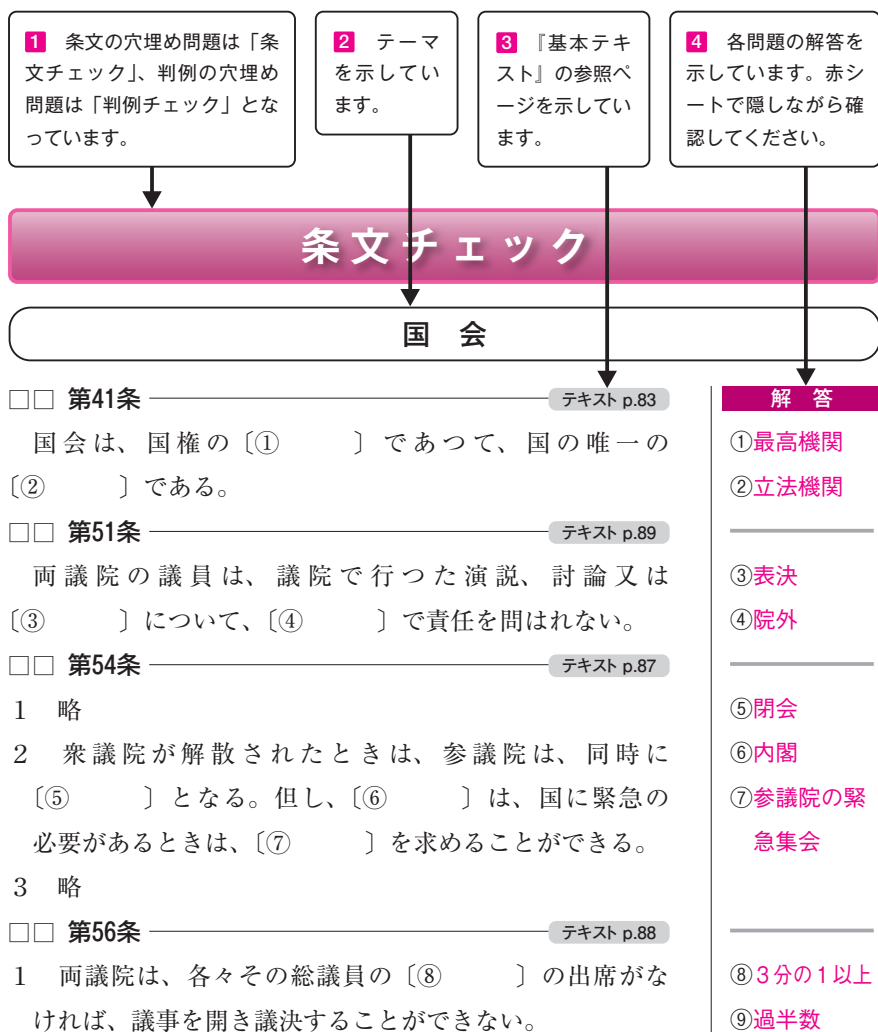 1 条文の穴埋め問題は「条
文チェック」、判例の穴埋め
問題は「判例チェック」とな
っています。
2 テーマ
を示してい
ます。
3 『基本テキ
スト』の参照ペ
ージを示してい
ます。
4 各問題の解答を
示しています。赤シ
ートで隠しながら確
認してください。
条文チェック
国 会
□□ 第41条 テキスト p.83
国会は、国権の〔① 〕であつて、国の唯一の
〔② 〕である。
□□ 第51条 テキスト p.89
両議院の議員は、議院で行つた演説、討論又は
〔③ 〕について、〔④ 〕で責任を問はれない。
□□ 第54条 テキスト p.87
1 略
2 衆議院が解散されたときは、参議院は、同時に
〔⑤ 〕となる。但し、〔⑥ 〕は、国に緊急の
必要があるときは、〔⑦ 〕を求めることができる。
3 略
□□ 第56条 テキスト p.88
1 両議院は、各々その総議員の〔⑧ 〕の出席がな
ければ、議事を開き議決することができない。
解 答
①最高機関
②立法機関
③表決
④院外
⑤閉会
⑥内閣
⑦参議院の緊
急集会
⑧3分の1以上
⑨過半数